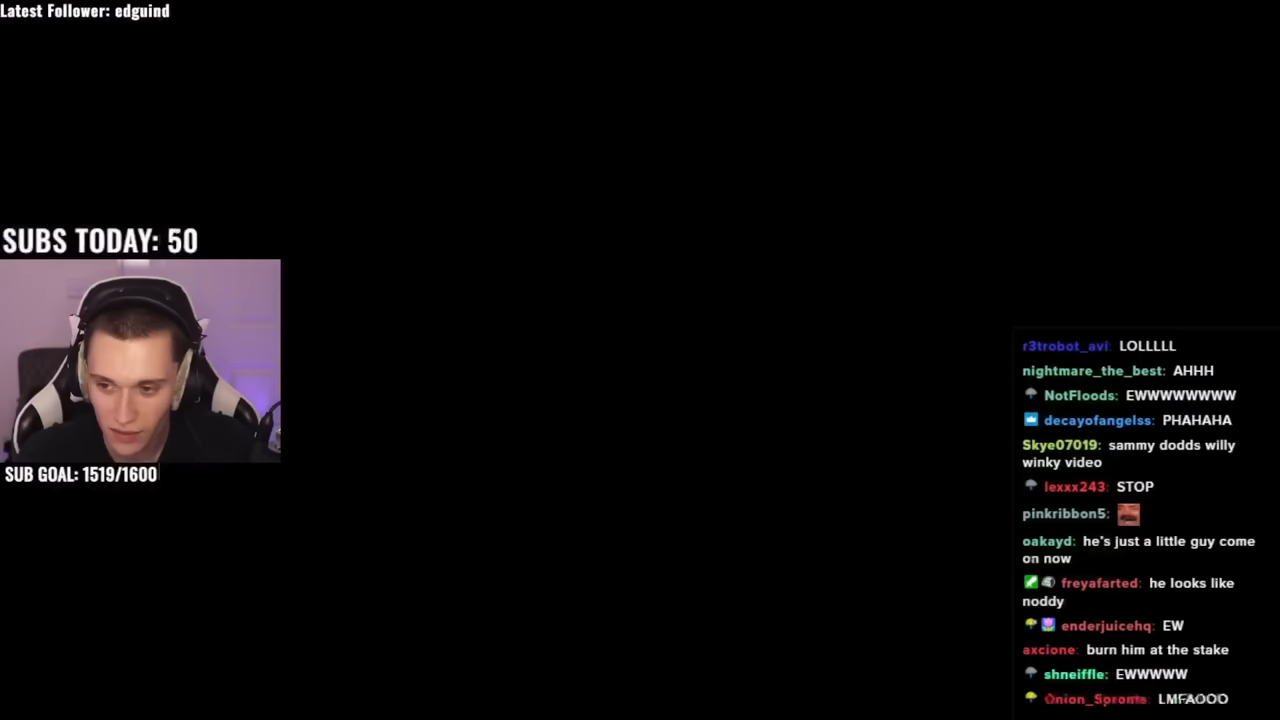 Latest Follower: edguind
SUBS TODAY: 50
SUB GOAL: 1519/1600
r3trobot_avi: LOLLLLL
nightmare_the_best: AHHH
NotFloods: EWWWWWWWW
decayofangelss: PHAHAHA
Skye07019: sammy dodds willy
winky video
lexxx243: STOP
pinkribbon5:
oakayd: he's just a little guy come
on now
freyafarted: he looks like
noddy
enderjuicehq: EW
axcione: burn him at the stake
shneiffle: EWWWWW
LMFAOOO